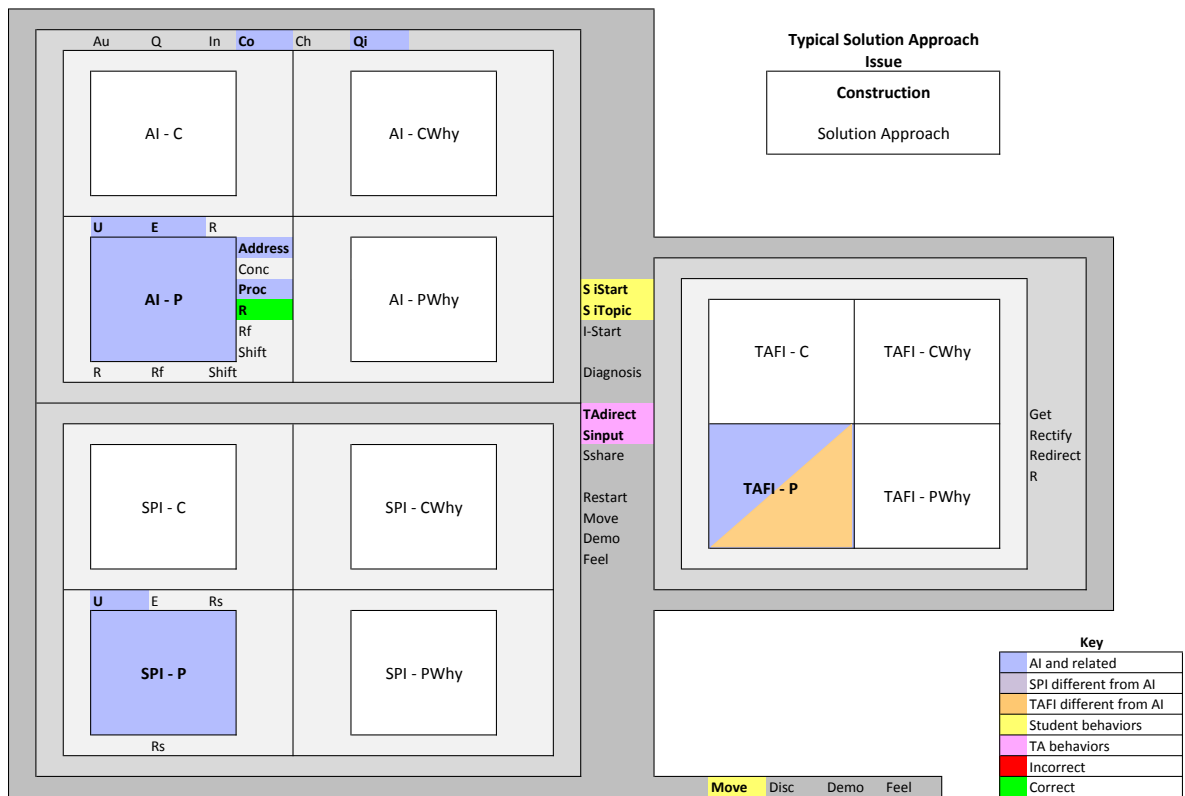 Au Q In Co Ch Qi
Typical Solution Approach
Issue
Construction
Solution Approach
AI - C
AI - CWhy
U E R
Address
Conc
Proc
R
Rf
Shift
AI - P
AI - PWhy
R Rf Shift
S iStart
S iTopic
I-Start
Diagnosis
TAdirect
Sinput
Sshare
Restart
Move
Demo
Feel
TAFI - C
TAFI - CWhy
TAFI - P
TAFI - PWhy
Get
Rectify
Redirect
R
SPI - C
SPI - CWhy
U E Rs
SPI - P
SPI - PWhy
Rs
Move Disc Demo Feel
Key
AI and related
SPI different from AI
TAFI different from AI
Student behaviors
TA behaviors
Incorrect
Correct